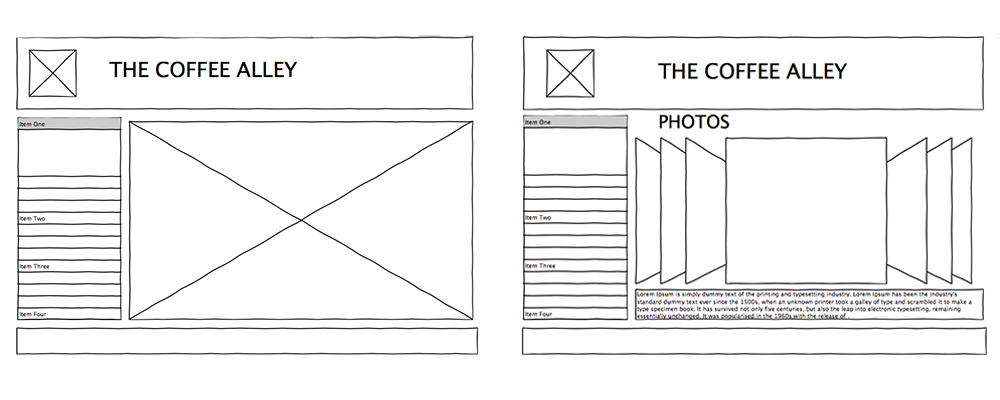 THE COFFEE ALLEY
Item One
Item Two
Item Three
Item Four
THE COFFEE ALLEY
Item One
PHOTOS
Item Two
Item Three
Item Four
Lorem Ipsum is simply dummy text of the printing and typesetting industry. Lorem Ipsum has been the industry's
standard dummy text ever since the 1500s, when an unknown printer took a galley of type and scrambled it to make a
type specimen book. It has survived not only five centuries, but also the leap into electronic typesetting, remaining
essentially unchanged. It was popularised in the 1960s with the release of .